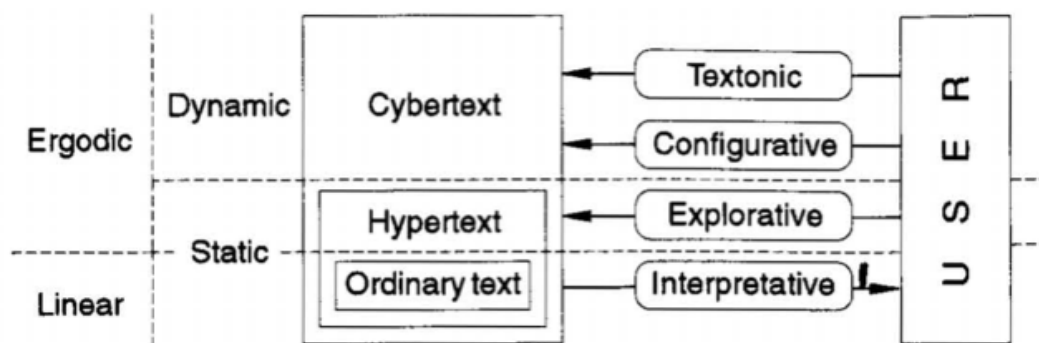 Textonic
Dynamic
Cybertext
Ergodic
Configurative
Hypertext
Explorative
Static
Ordinary text
Interpretative
Linear
USER